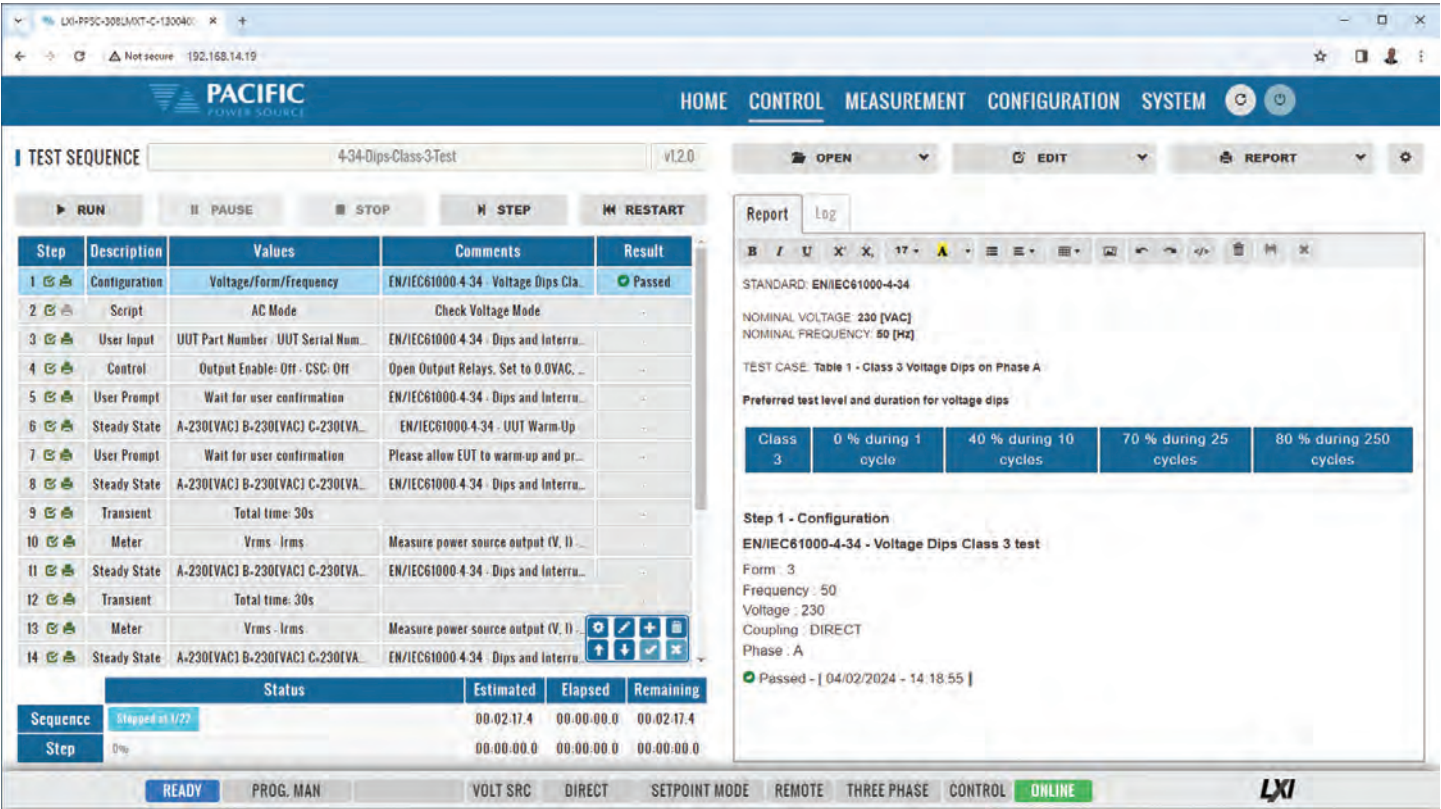 LXI-PPSC-308LMXT-C-130040
Not secure 192.168.14.19
PACIFIC
POWER SOURCE
HOME CONTROL MEASUREMENT CONFIGURATION SYSTEM
TEST SEQUENCE 4-34-Dips-Class-3-Test v1.2.0
OPEN EDIT REPORT
RUN PAUSE STOP STEP RESTART
Step Description Values Comments Result
1 Configuration Voltage/Form/Frequency EN/IEC61000-4-34 - Voltage Dips Cla... Passed
2 Script AC Mode Check Voltage Mode -
3 User Input UUT Part Number - UUT Serial Num... EN/IEC61000-4-34 - Dips and Interru... -
4 Control Output Enable: Off - CSC: Off Open Output Relays, Set to 0.0VAC, ... -
5 User Prompt Wait for user confirmation EN/IEC61000-4-34 - Dips and Interru... -
6 Steady State A=230[VAC] B=230[VAC] C=230[VA... EN/IEC61000-4-34 - UUT Warm-Up -
7 User Prompt Wait for user confirmation Please allow EUT to warm-up and pr... -
8 Steady State A=230[VAC] B=230[VAC] C=230[VA... EN/IEC61000-4-34 - Dips and Interru... -
9 Transient Total time: 30s -
10 Meter Vrms - Irms Measure power source output (V, I) ... -
11 Steady State A=230[VAC] B=230[VAC] C=230[VA... EN/IEC61000-4-34 - Dips and Interru... -
12 Transient Total time: 30s
13 Meter Vrms - Irms Measure power source output (V, I) ...
14 Steady State A=230[VAC] B=230[VAC] C=230[VA... EN/IEC61000-4-34 - Dips and Interru...
Status Estimated Elapsed Remaining
Sequence Stopped at 1/22 00:02:17.4 00:00:00.0 00:02:17.4
Step 0% 00:00:00.0 00:00:00.0 00:00:00.0
Report Log
B I U X² X₂ 17 A </>
STANDARD: EN/IEC61000-4-34
NOMINAL VOLTAGE: 230 [VAC]
NOMINAL FREQUENCY: 50 [Hz]
TEST CASE: Table 1 - Class 3 Voltage Dips on Phase A
Preferred test level and duration for voltage dips
Class 3 0 % during 1 cycle 40 % during 10 cycles 70 % during 25 cycles 80 % during 250 cycles
Step 1 - Configuration
EN/IEC61000-4-34 - Voltage Dips Class 3 test
Form : 3
Frequency : 50
Voltage : 230
Coupling : DIRECT
Phase : A
Passed - [ 04/02/2024 - 14:18:55 ]
READY PROG. MAN VOLT SRC DIRECT SETPOINT MODE REMOTE THREE PHASE CONTROL ONLINE LXI